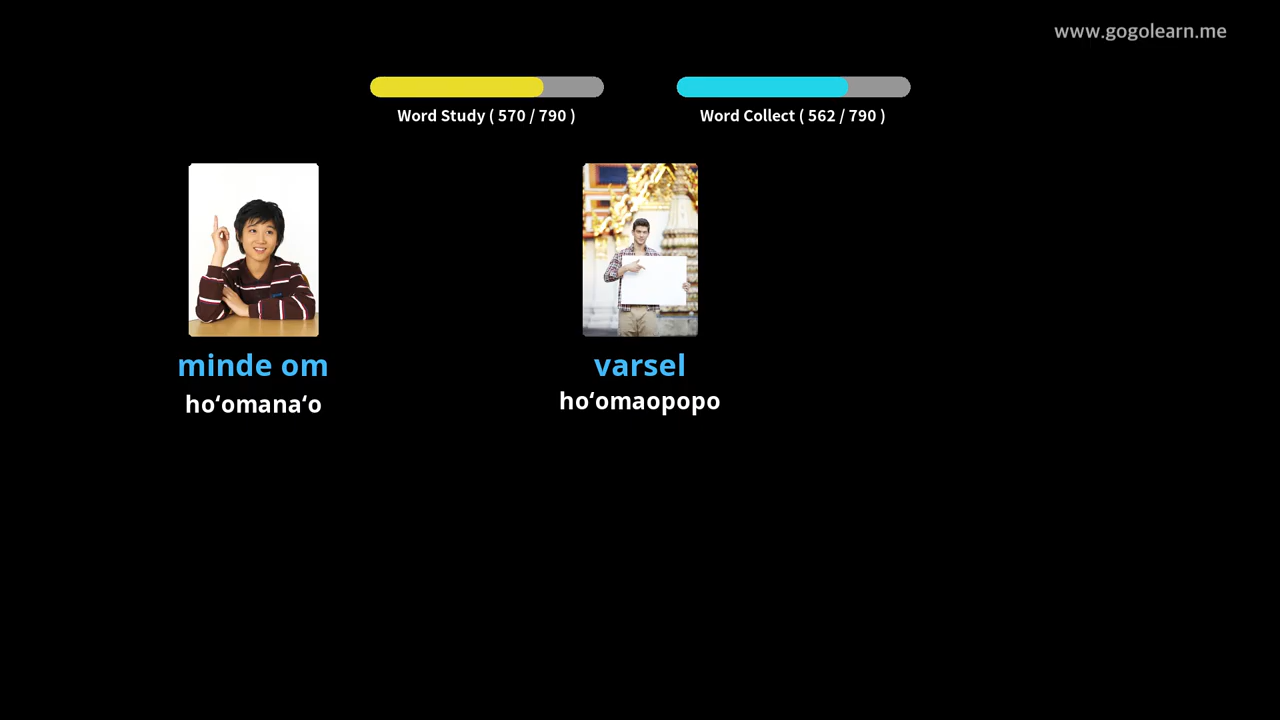 www.gogolearn.me
Word Study ( 570 / 790 )
Word Collect ( 562 / 790 )
minde om
varsel
hoʻomanaʻo
hoʻomaopopo